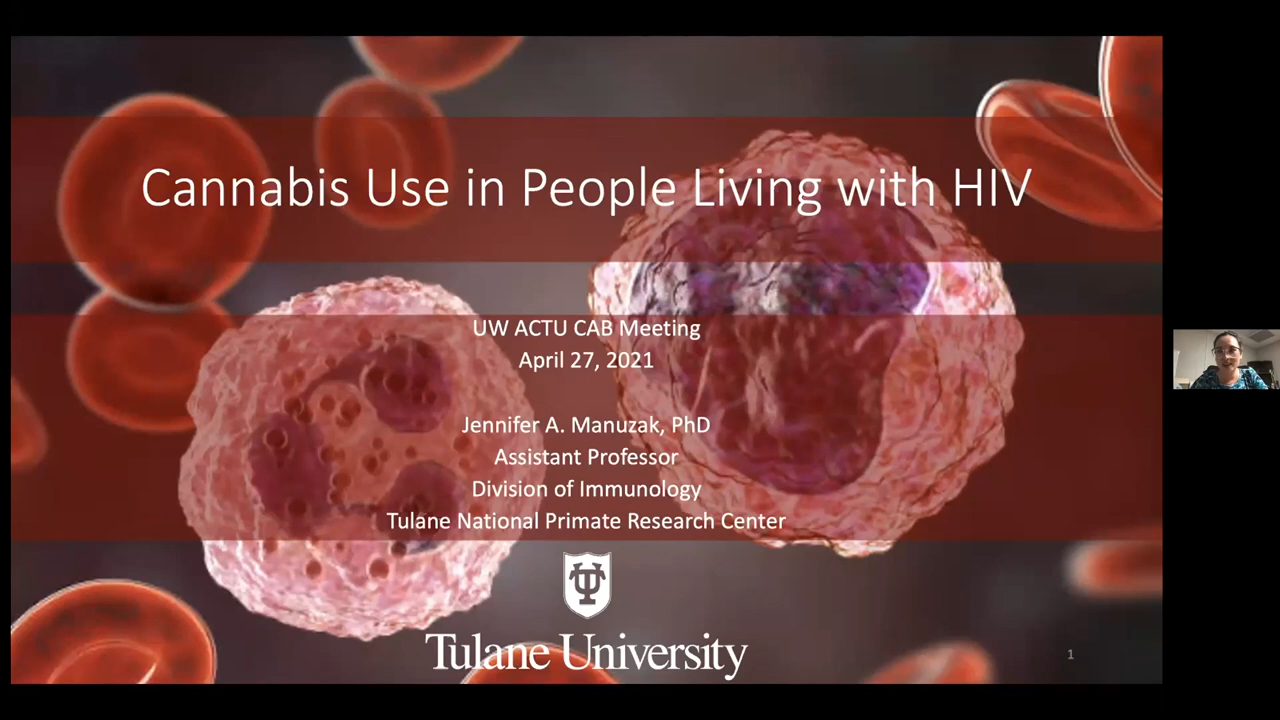 Cannabis Use in People Living with HIV
UW ACTU CAB Meeting
April 27, 2021
Jennifer A. Manuzak, PhD
Assistant Professor
Division of Immunology
Tulane National Primate Research Center
Tulane University
1